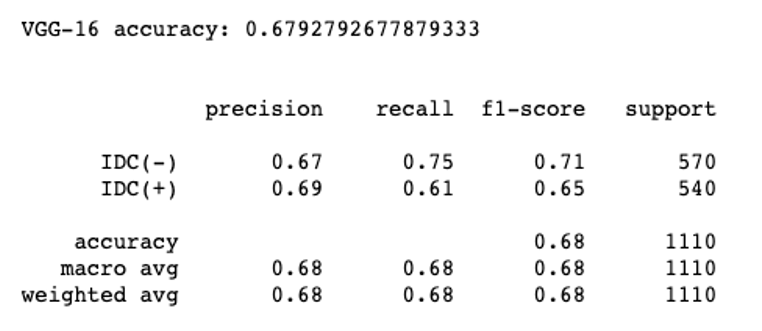 VGG-16 accuracy: 0.6792792677879333
precision recall f1-score support
IDC(-) 0.67 0.75 0.71 570
IDC(+) 0.69 0.61 0.65 540
accuracy 0.68 1110
macro avg 0.68 0.68 0.68 1110
weighted avg 0.68 0.68 0.68 1110